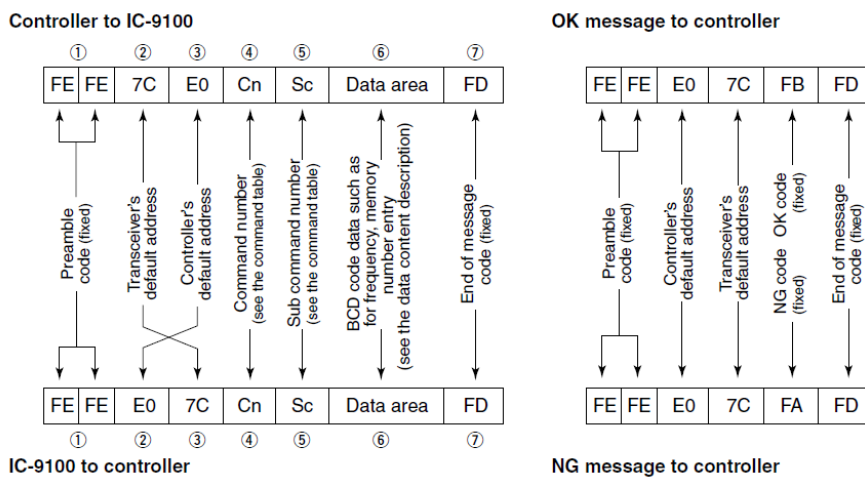 Controller to IC-9100
① ② ③ ④ ⑤ ⑥ ⑦
FE FE 7C E0 Cn Sc Data area FD
Preamble
code (fixed)
Transceiver's
default address
Controller's
default address
Command number
(see the command table)
Sub command number
(see the command table)
BCD code data such as
for frequency, memory
number entry
(see the data content description)
End of message
code (fixed)
FE FE E0 7C Cn Sc Data area FD
① ② ③ ④ ⑤ ⑥ ⑦
IC-9100 to controller
OK message to controller
FE FE E0 7C FB FD
Preamble
code (fixed)
Controller's
default address
Transceiver's
default address
OK code
(fixed)
NG code
(fixed)
End of message
code (fixed)
FE FE E0 7C FA FD
NG message to controller